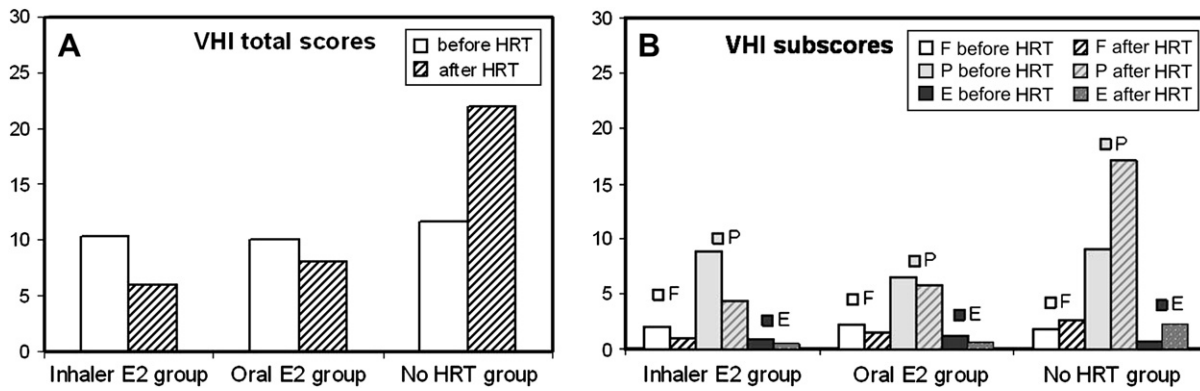 A
VHI total scores
before HRT
after HRT
30
25
20
15
10
5
0
Inhaler E2 group
Oral E2 group
No HRT group
B
VHI subscores
F before HRT
F after HRT
P before HRT
P after HRT
E before HRT
E after HRT
30
25
20
15
10
5
0
F
P
E
F
P
E
F
P
E
Inhaler E2 group
Oral E2 group
No HRT group